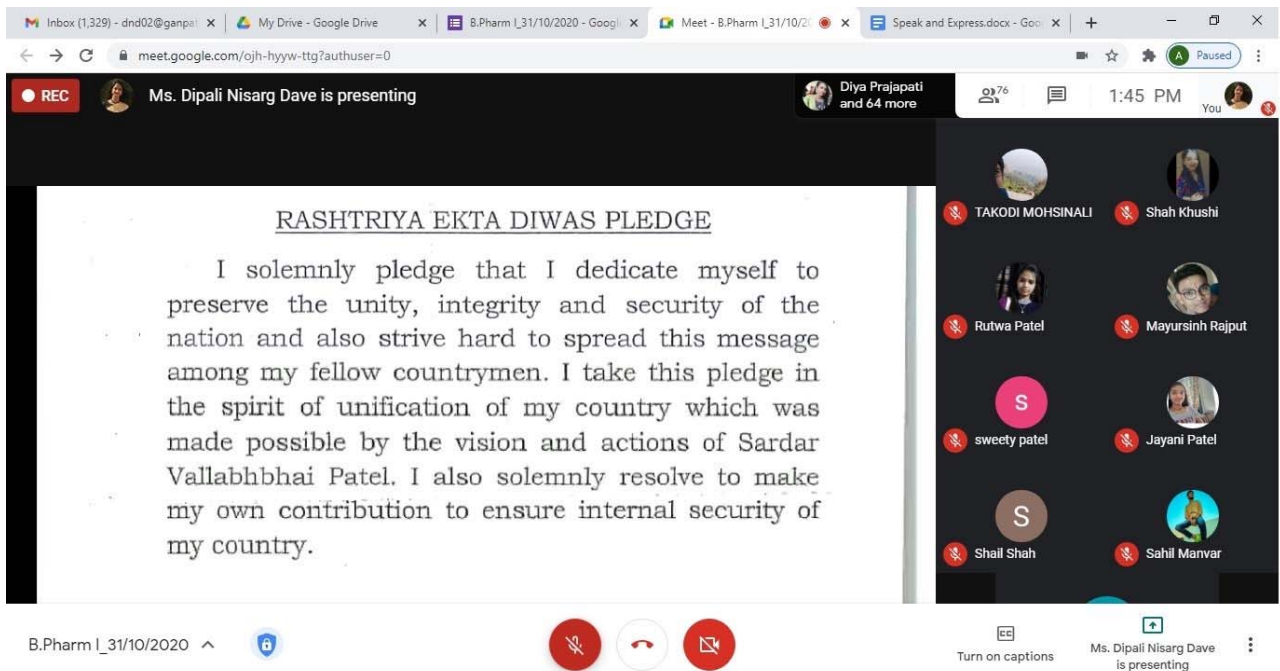 Inbox (1,329) - dnd02@ganpa
My Drive - Google Drive
B.Pharm I_31/10/2020 - Googl
Meet - B.Pharm I_31/10/2
Speak and Express.docx - Goo
meet.google.com/ojh-hyyw-ttg?authuser=0
A Paused
REC
Ms. Dipali Nisarg Dave is presenting
Diya Prajapati
and 64 more
76
1:45 PM
You
RASHTRIYA EKTA DIWAS PLEDGE
I solemnly pledge that I dedicate myself to
preserve the unity, integrity and security of the
nation and also strive hard to spread this message
among my fellow countrymen. I take this pledge in
the spirit of unification of my country which was
made possible by the vision and actions of Sardar
Vallabhbhai Patel. I also solemnly resolve to make
my own contribution to ensure internal security of
my country.
TAKODI MOHSINALI
Shah Khushi
Rutwa Patel
Mayursinh Rajput
S
sweety patel
Jayani Patel
S
Shail Shah
Sahil Manvar
B.Pharm I_31/10/2020
CC
Turn on captions
Ms. Dipali Nisarg Dave
is presenting